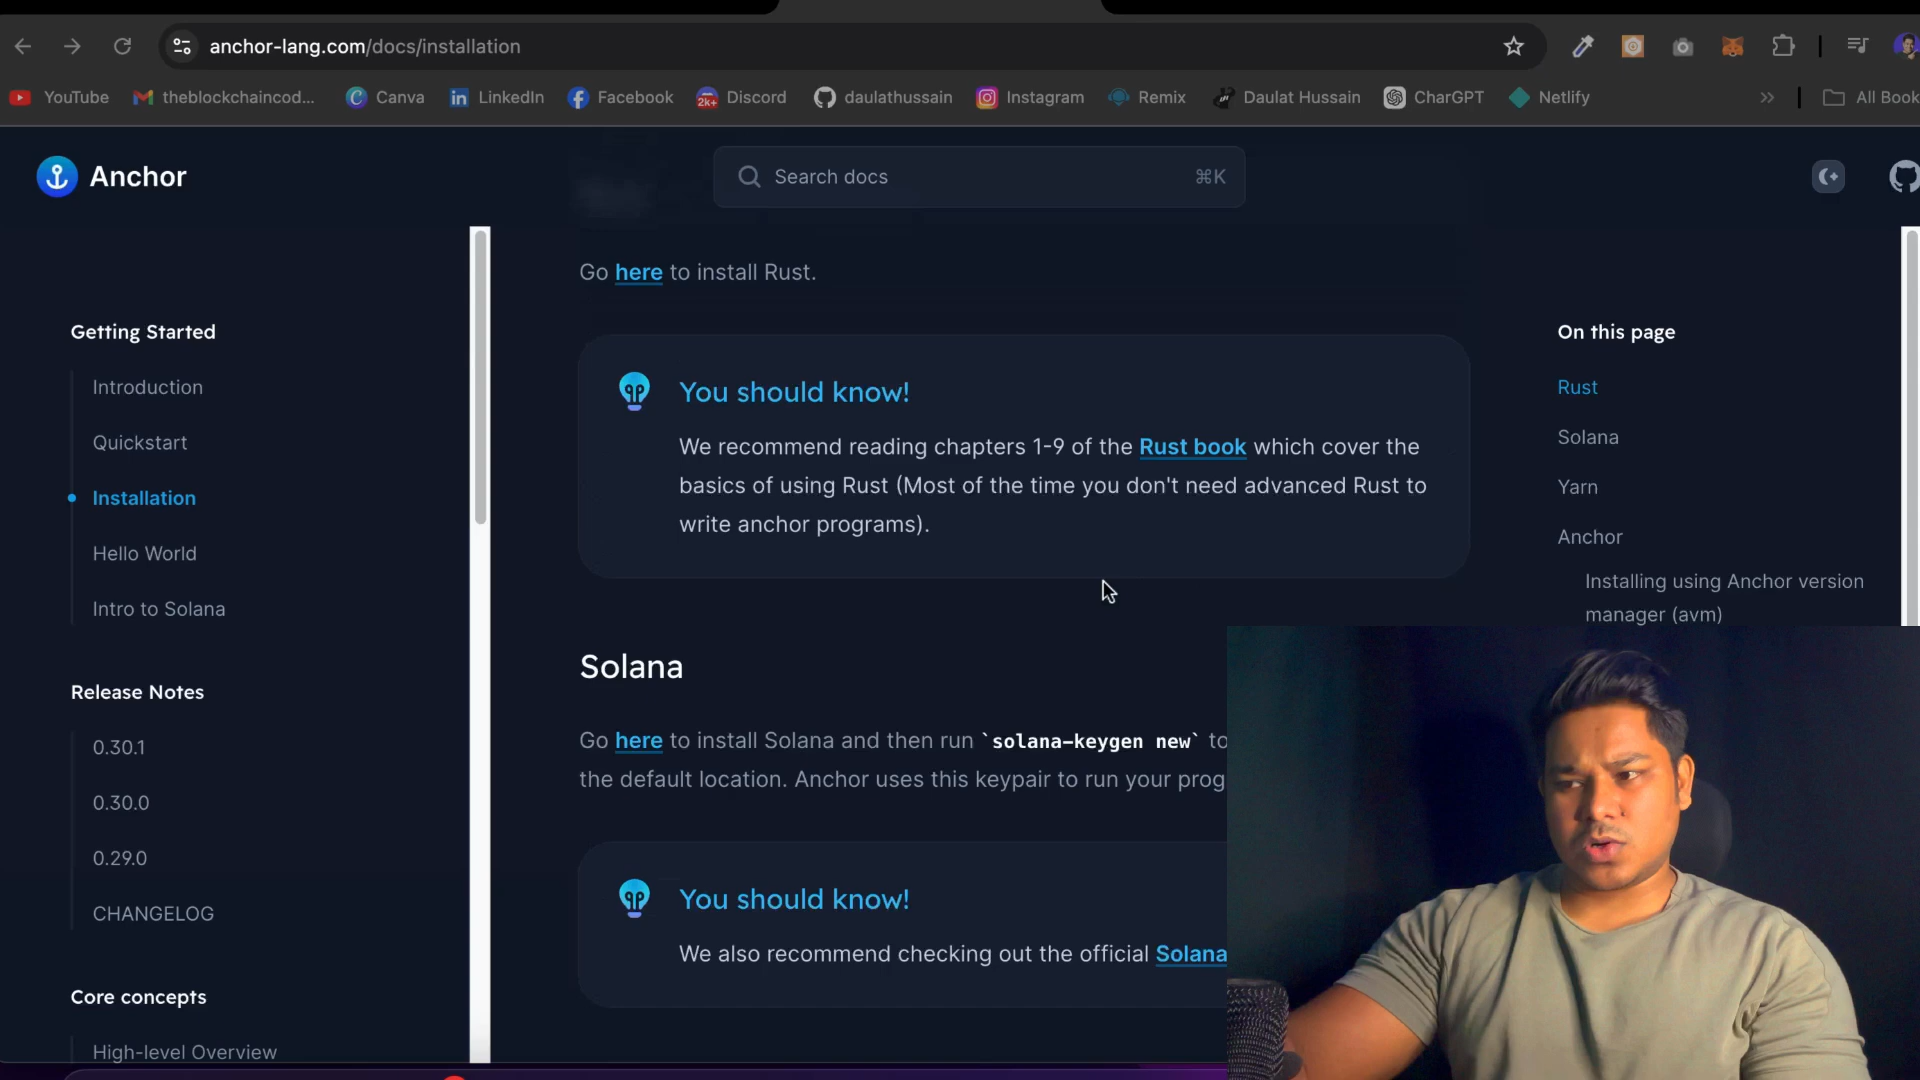 anchor-lang.com/docs/installation
YouTube
theblockchaincod...
Canva
LinkedIn
Facebook
2k+
Discord
daulathussain
Instagram
Remix
Daulat Hussain
CharGPT
Netlify
All Book
Anchor
Search docs
⌘K
Getting Started
Introduction
Quickstart
Installation
Hello World
Intro to Solana
Release Notes
0.30.1
0.30.0
0.29.0
CHANGELOG
Core concepts
High-level Overview
Go here to install Rust.
You should know!
We recommend reading chapters 1-9 of the Rust book which cover the
basics of using Rust (Most of the time you don't need advanced Rust to
write anchor programs).
Solana
Go here to install Solana and then run `solana-keygen new` to
the default location. Anchor uses this keypair to run your prog
You should know!
We also recommend checking out the official Solana
On this page
Rust
Solana
Yarn
Anchor
Installing using Anchor version
manager (avm)